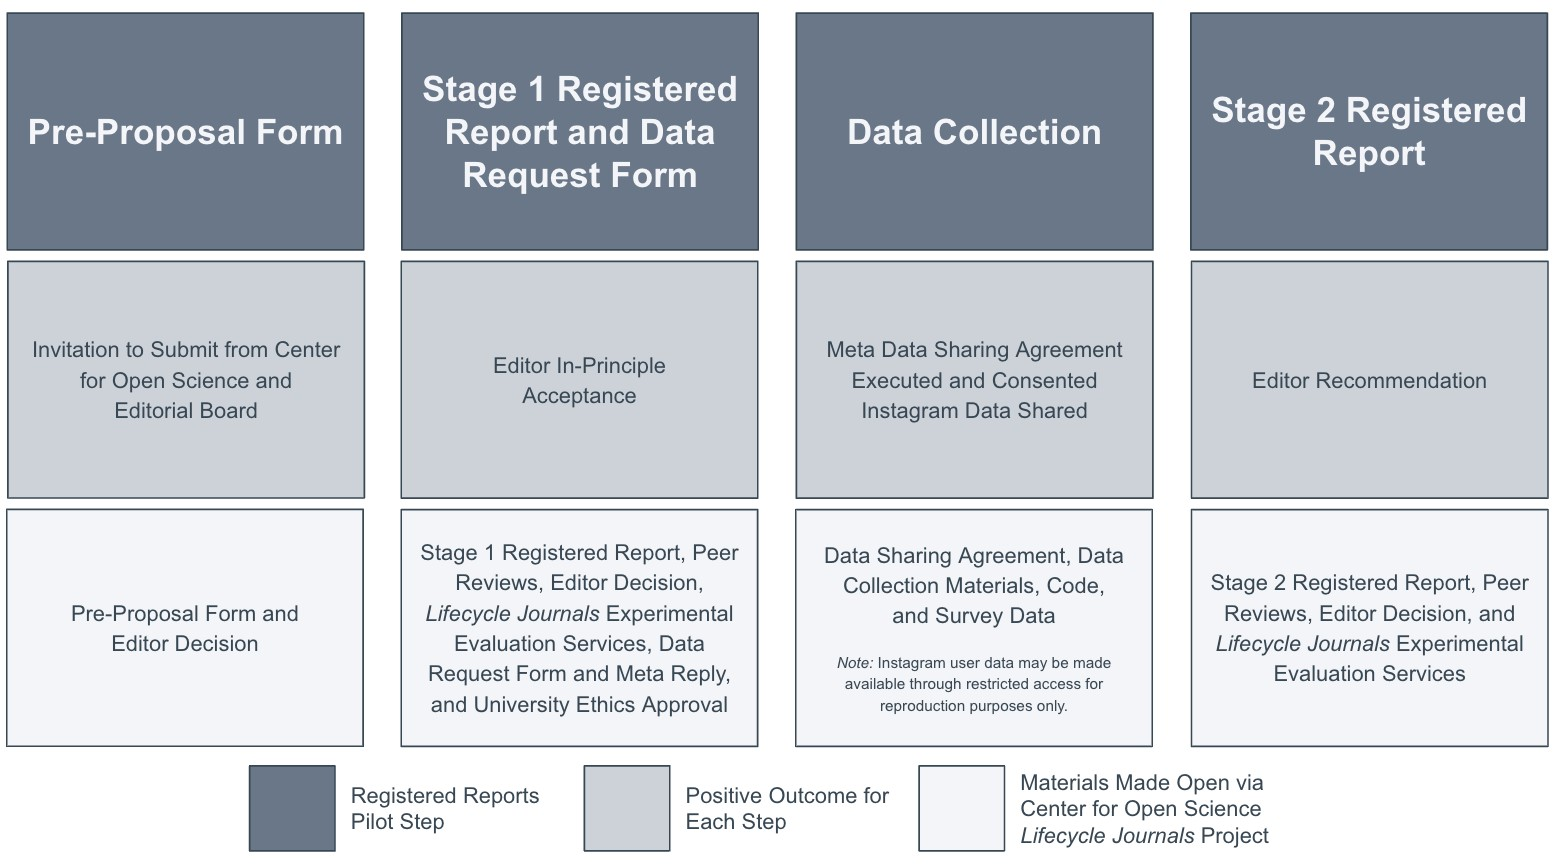 Pre-Proposal Form
Stage 1 Registered
Report and Data
Request Form
Data Collection
Stage 2 Registered
Report
Invitation to Submit from Center
for Open Science and
Editorial Board
Editor In-Principle
Acceptance
Meta Data Sharing Agreement
Executed and Consented
Instagram Data Shared
Editor Recommendation
Pre-Proposal Form and
Editor Decision
Stage 1 Registered Report, Peer
Reviews, Editor Decision,
Lifecycle Journals Experimental
Evaluation Services, Data
Request Form and Meta Reply,
and University Ethics Approval
Data Sharing Agreement, Data
Collection Materials, Code,
and Survey Data
Note: Instagram user data may be made
available through restricted access for
reproduction purposes only.
Stage 2 Registered Report, Peer
Reviews, Editor Decision, and
Lifecycle Journals Experimental
Evaluation Services
Registered Reports
Pilot Step
Positive Outcome for
Each Step
Materials Made Open via
Center for Open Science
Lifecycle Journals Project